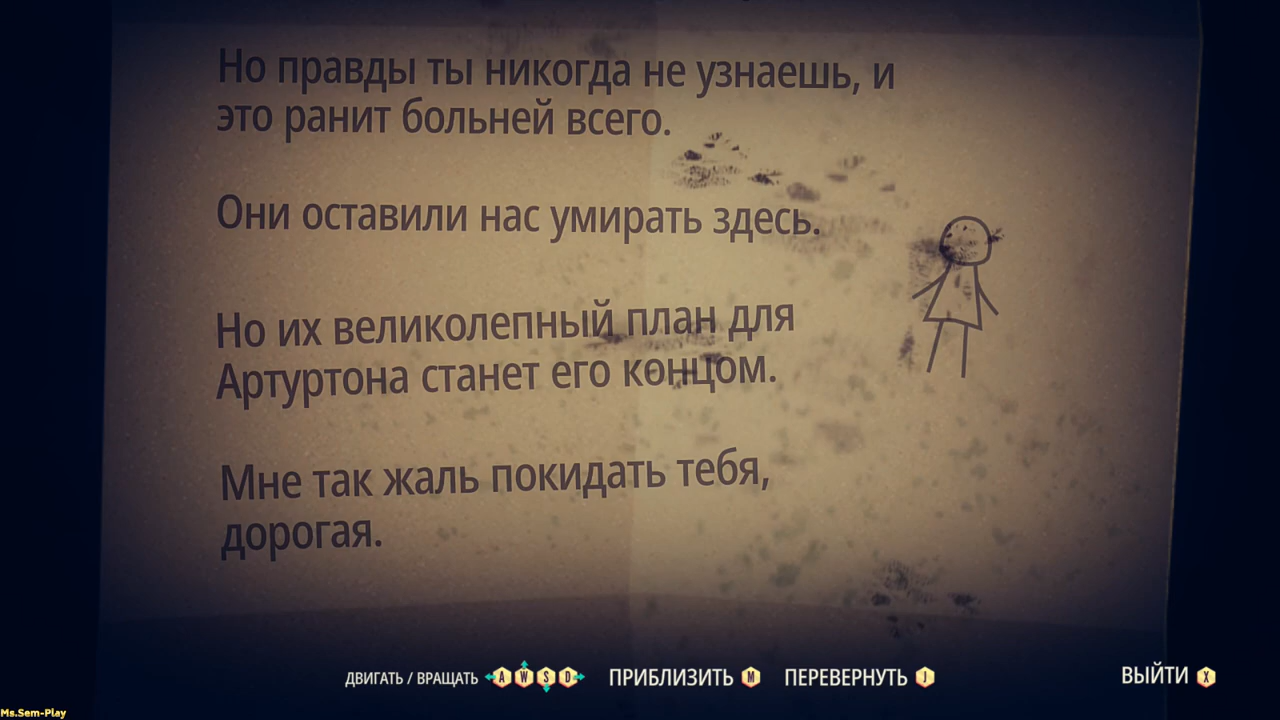 Но правды ты никогда не узнаешь, и
это ранит больней всего.
Они оставили нас умирать здесь.
Но их великолепный план для
Артуртона станет его концом.
Мне так жаль покидать тебя,
дорогая.
ДВИГАТЬ / ВРАЩАТЬ A W S D ПРИБЛИЗИТЬ M ПЕРЕВЕРНУТЬ J ВЫЙТИ X
Ms.Sem-Play